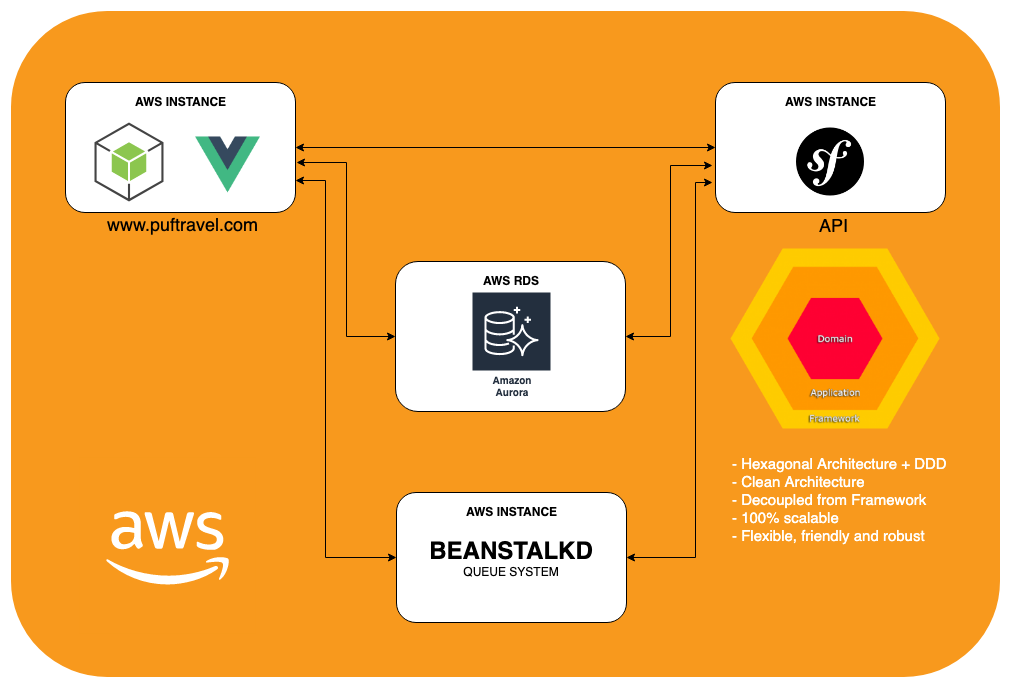 AWS INSTANCE
www.puftravel.com
AWS INSTANCE
sf
API
AWS RDS
Amazon
Aurora
Domain
Application
Framework
- Hexagonal Architecture + DDD
- Clean Architecture
- Decoupled from Framework
- 100% scalable
- Flexible, friendly and robust
AWS INSTANCE
BEANSTALKD
QUEUE SYSTEM
aws